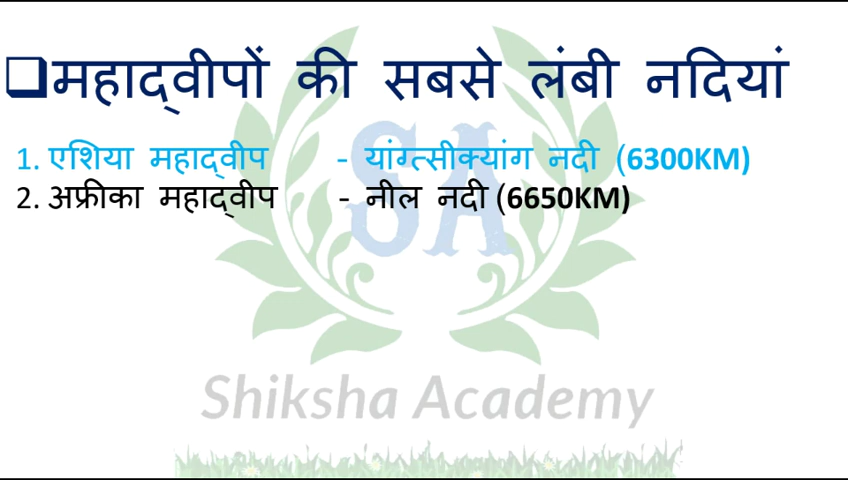 महाद्वीपों की सबसे लंबी नदियां
1. एशिया महाद्वीप - यांग्त्सीक्यांग नदी (6300KM)
2. अफ्रीका महाद्वीप - नील नदी (6650KM)
SA
Shiksha Academy